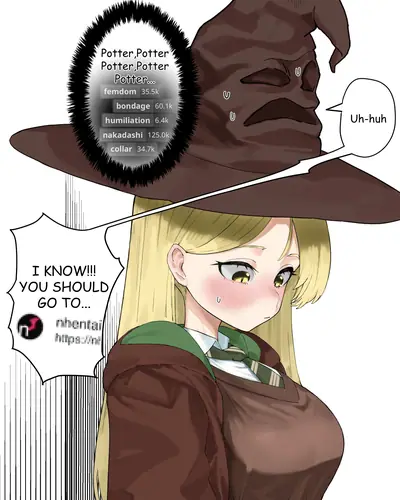 Potter,Potter
Potter,Potter
Potter...
femdom 35.5k
bondage 60.1k
humiliation 6.4k
nakadashi 125.0k
collar 34.7k
Uh-huh
I KNOW!!!
YOU SHOULD
GO TO...
nhentai
https://nh